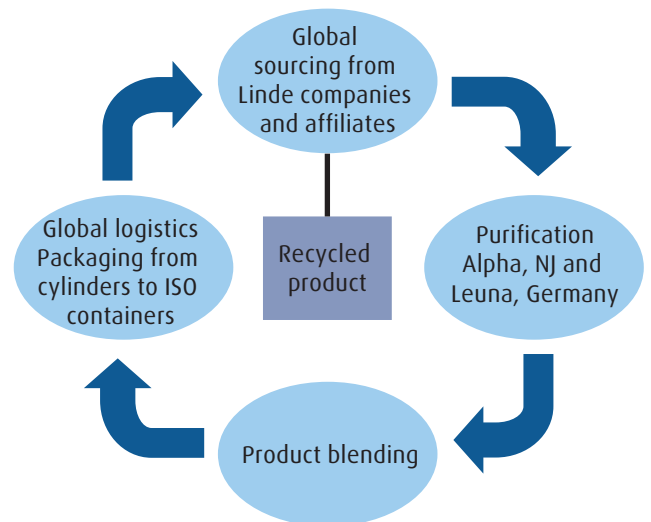 Global
sourcing from
Linde companies
and affiliates
Global logistics
Packaging from
cylinders to ISO
containers
Recycled
product
Purification
Alpha, NJ and
Leuna, Germany
Product blending